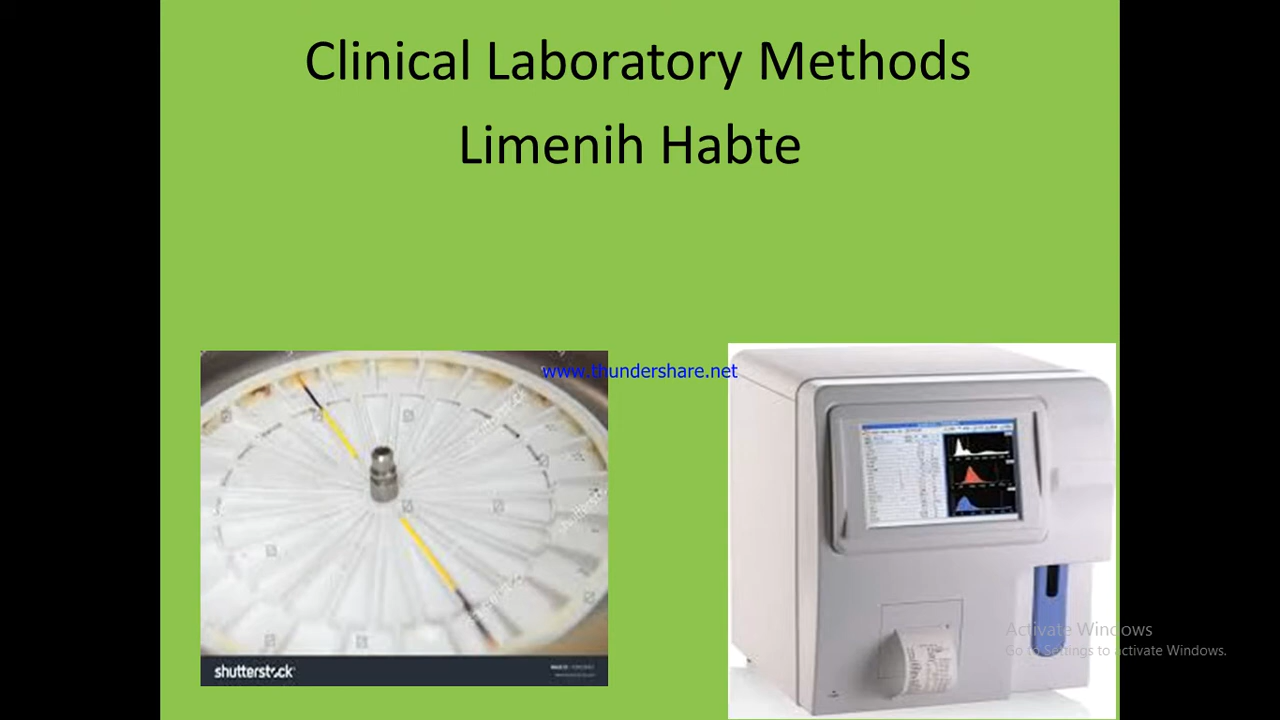 Clinical Laboratory Methods
Limenih Habte
www.thundershare.net
shutterstock
Activate Windows
Go to Settings to activate Windows.